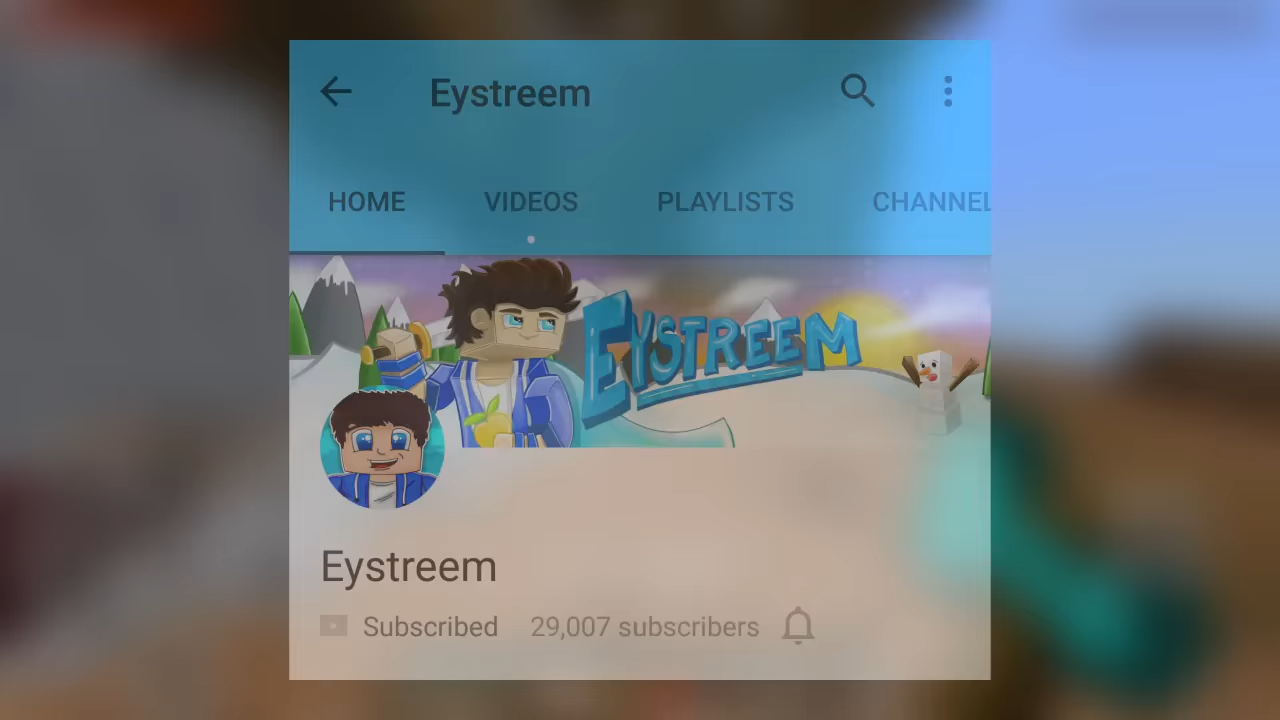 Eystreem
HOME VIDEOS PLAYLISTS CHANNEL
EYSTREEM
Eystreem
Subscribed 29,007 subscribers